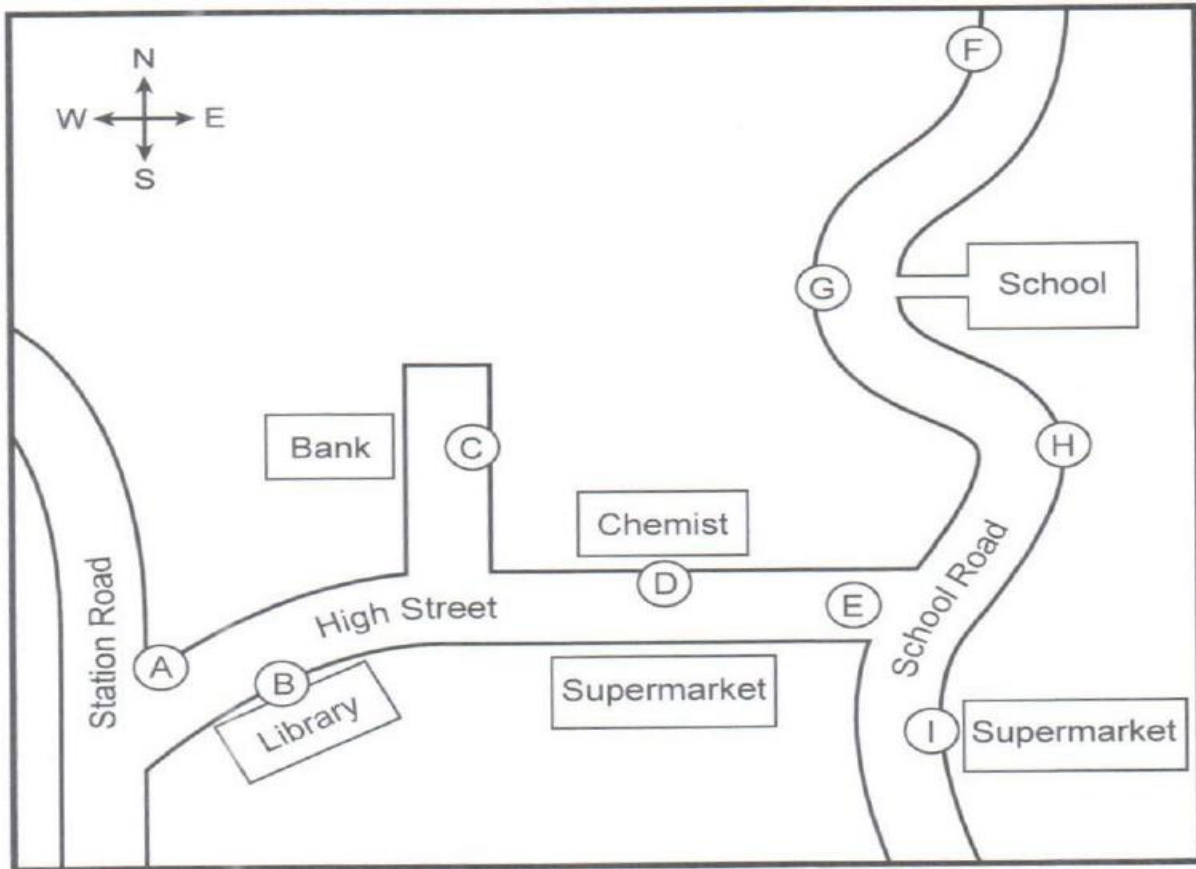 N
W E
S
F
G
School
Bank
C
H
Chemist
D
E
High Street
School Road
Station Road
A
B
Library
Supermarket
I
Supermarket